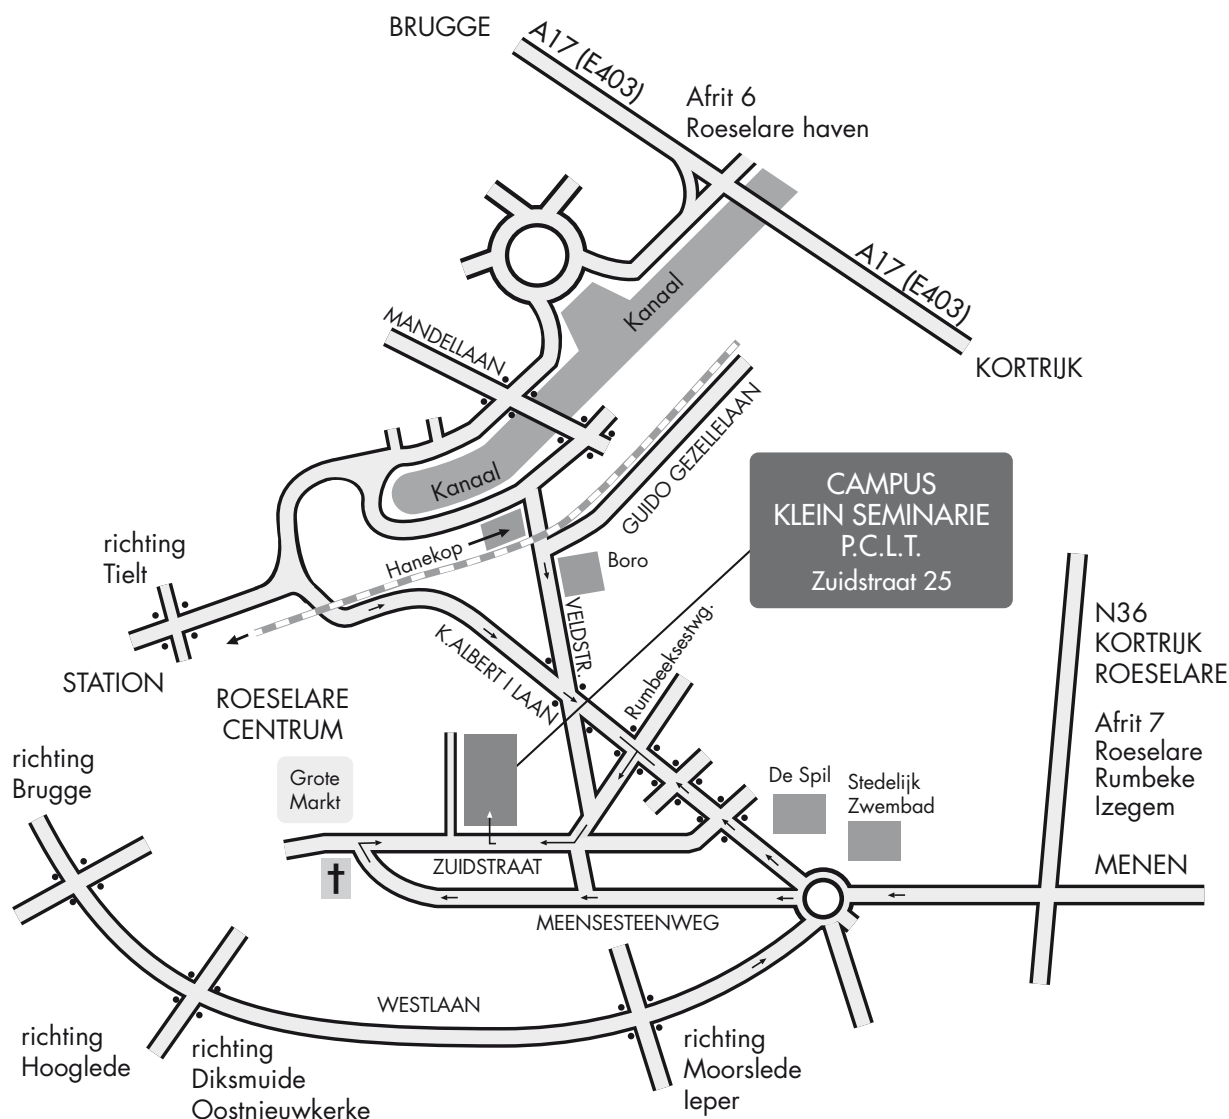 BRUGGE
A17 (E403)
Afrit 6
Roeselare haven
A17 (E403)
KORTRIJK
Kanaal
MANDELLAAN
Kanaal
GUIDO GEZELLELAAN
CAMPUS
KLEIN SEMINARIE
P.C.L.T.
Zuidstraat 25
richting
Tielt
Hanekop
Boro
STATION
K.ALBERT I LAAN
VELDSTR.
Rumbeeksestwg.
N36
KORTRIJK
ROESELARE
Afrit 7
Roeselare
Rumbeke
Izegem
MENEN
ROESELARE
CENTRUM
richting
Brugge
Grote
Markt
De Spil
Stedelijk
Zwembad
ZUIDSTRAAT
MEENSESTEENWEG
WESTLAAN
richting
Hooglede
richting
Diksmuide
Oostnieuwkerke
richting
Moorslede
Ieper